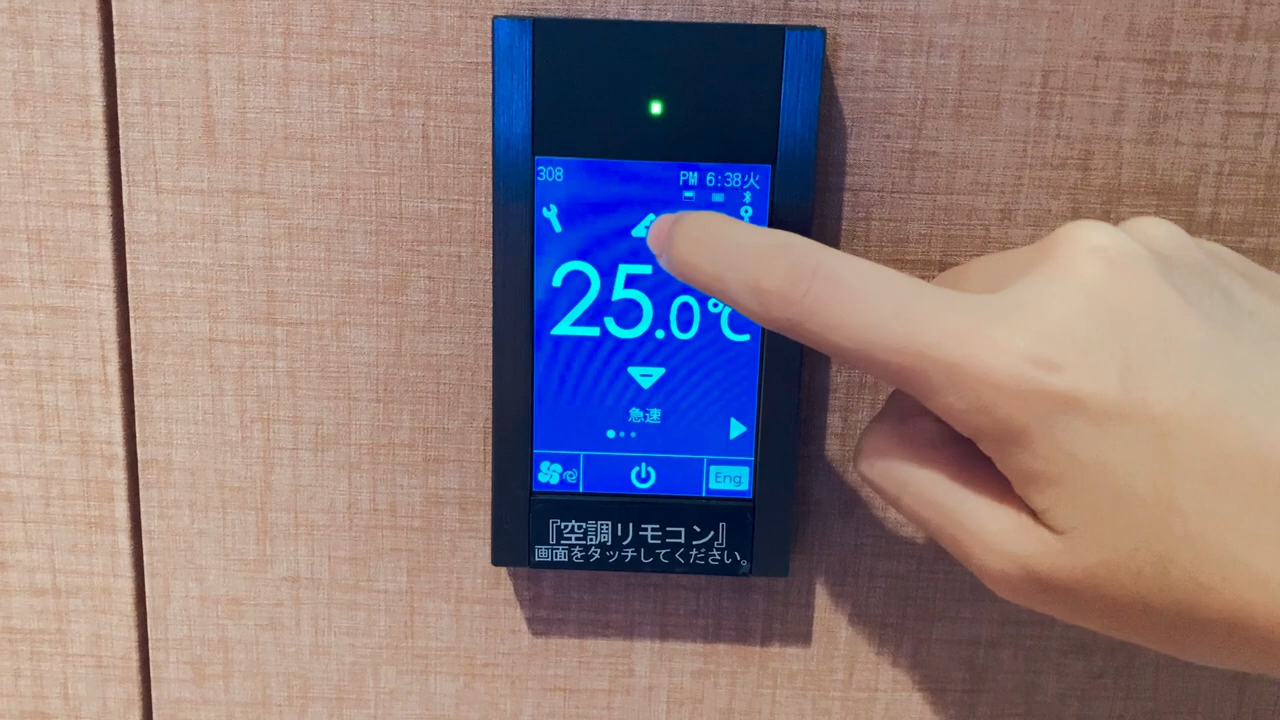 308
PM 6:38火
25.0℃
急速
Eng.
『空調リモコン』
画面をタッチしてください。